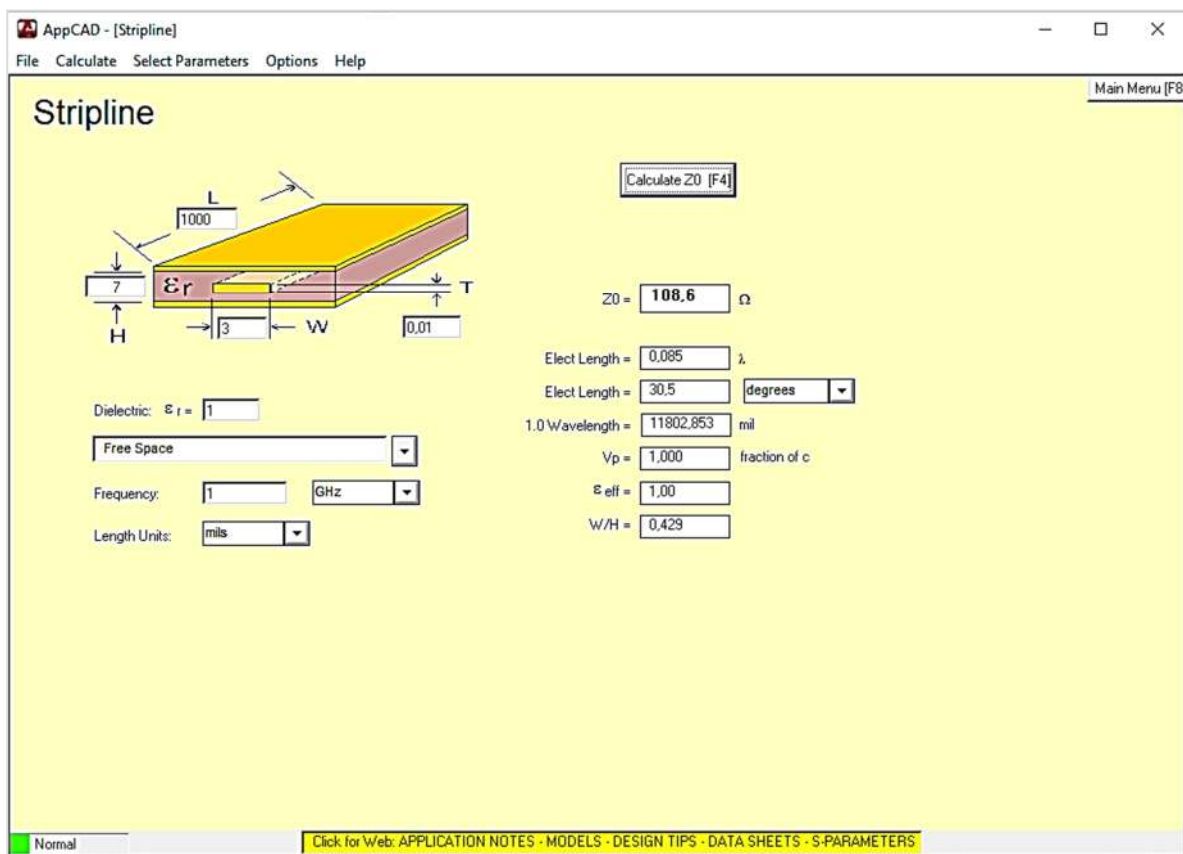 AppCAD - [Stripline]
File Calculate Select Parameters Options Help
Main Menu [F8
Stripline
Calculate Z0 [F4]
L
1000
7
εr
T
Z0 = 108,6 Ω
H
3
W
0,01
Elect Length = 0,085 λ
Elect Length = 30,5 degrees
Dielectric: εr = 1
1.0 Wavelength = 11802,853 mil
Free Space
Vp = 1,000 fraction of c
Frequency: 1 GHz
εeff = 1,00
Length Units: mils
W/H = 0,429
Normal
Click for Web: APPLICATION NOTES - MODELS - DESIGN TIPS - DATA SHEETS - S-PARAMETERS